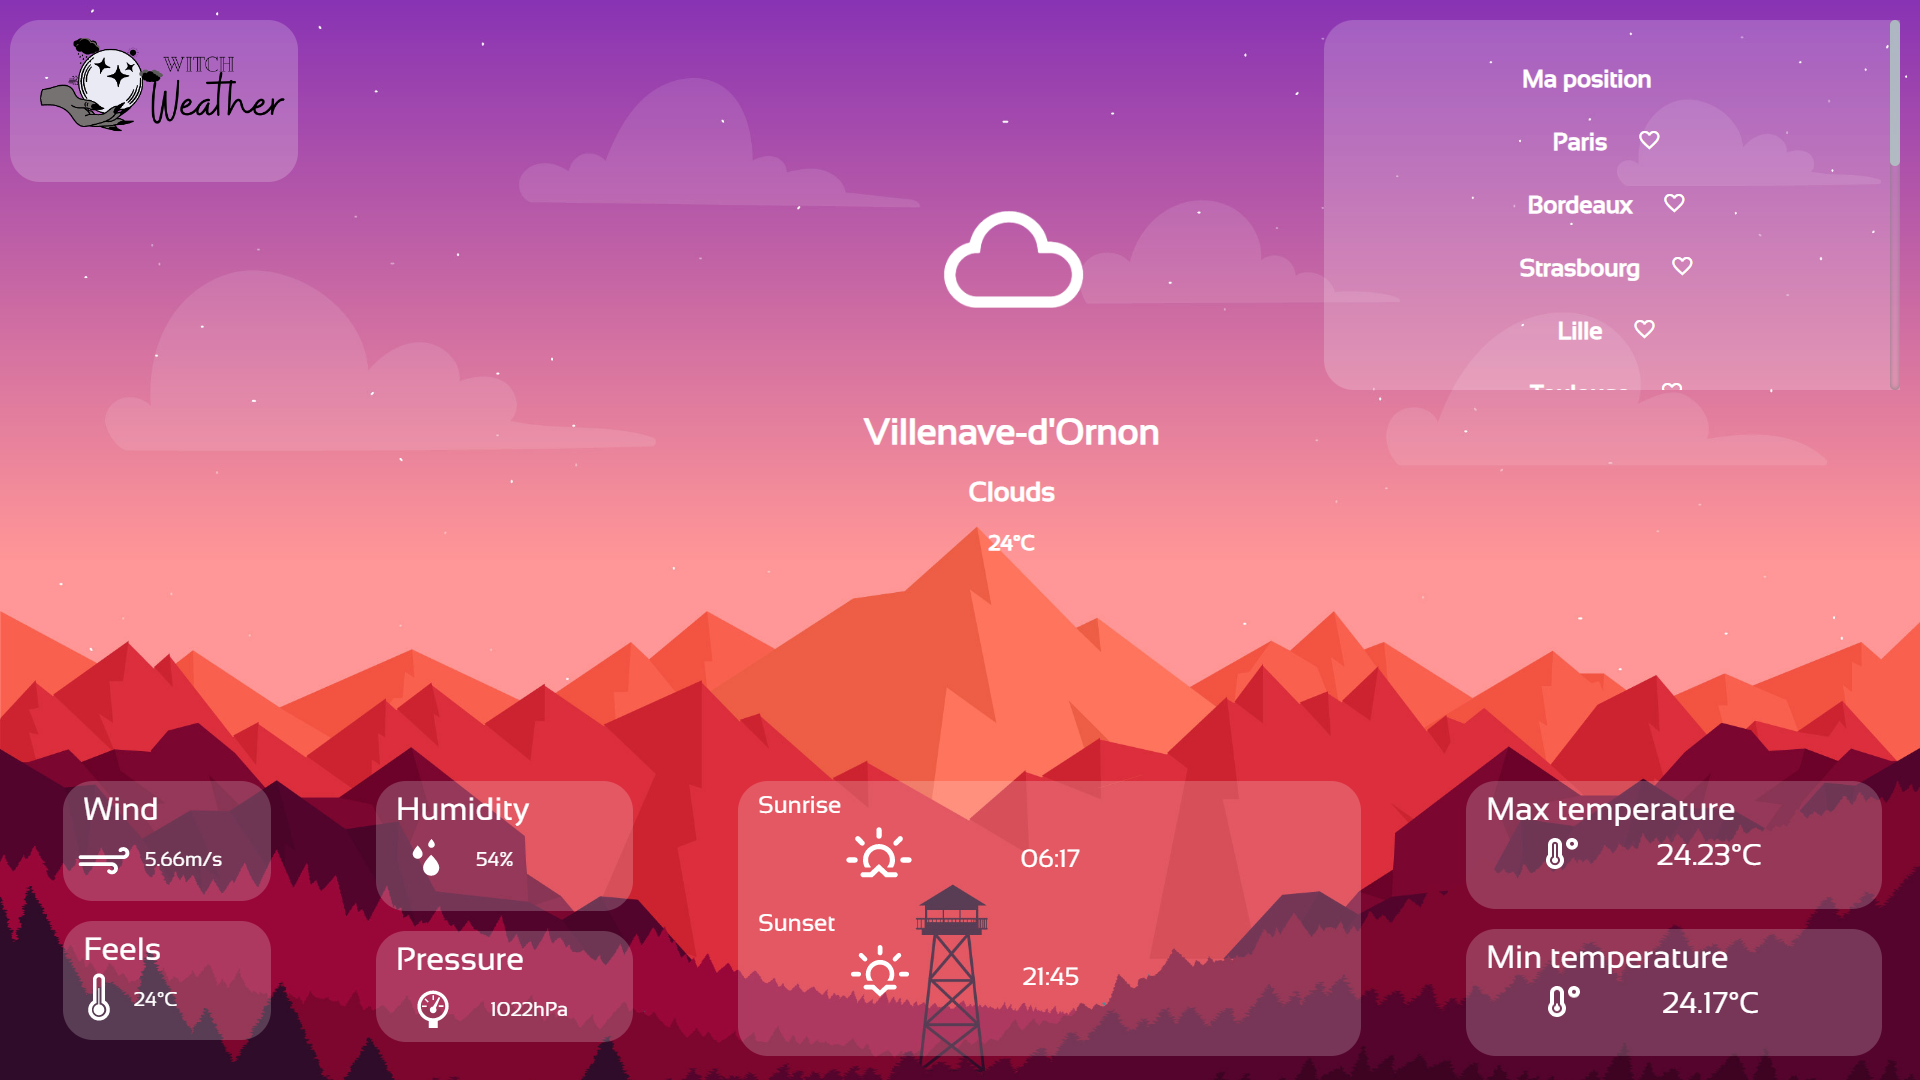 WITCH
Weather
Ma position
Paris
Bordeaux
Strasbourg
Lille
Villenave-d'Ornon
Clouds
24°C
Wind
5.66m/s
Feels
24°C
Humidity
54%
Pressure
1022hPa
Sunrise
06:17
Sunset
21:45
Max temperature
24.23°C
Min temperature
24.17°C